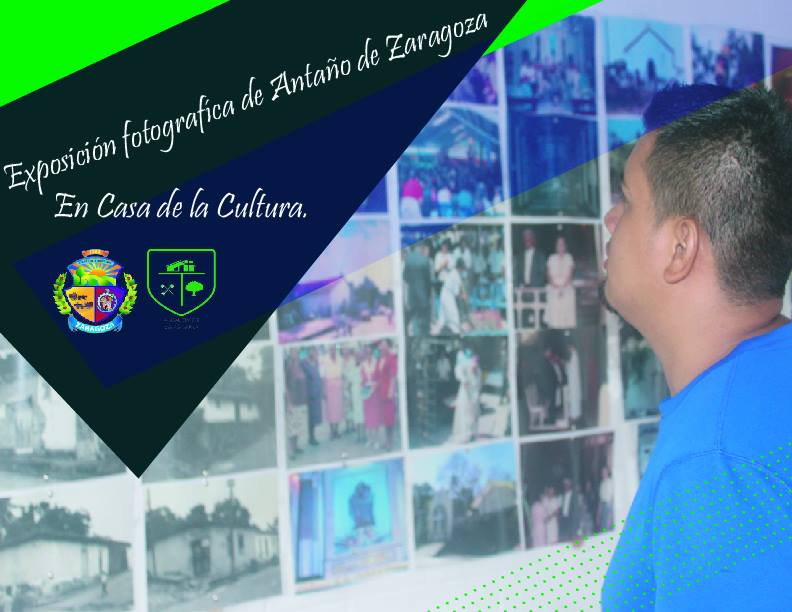 Exposición fotografica de Antaño de Zaragoza
En Casa de la Cultura.
ZARAGOZA